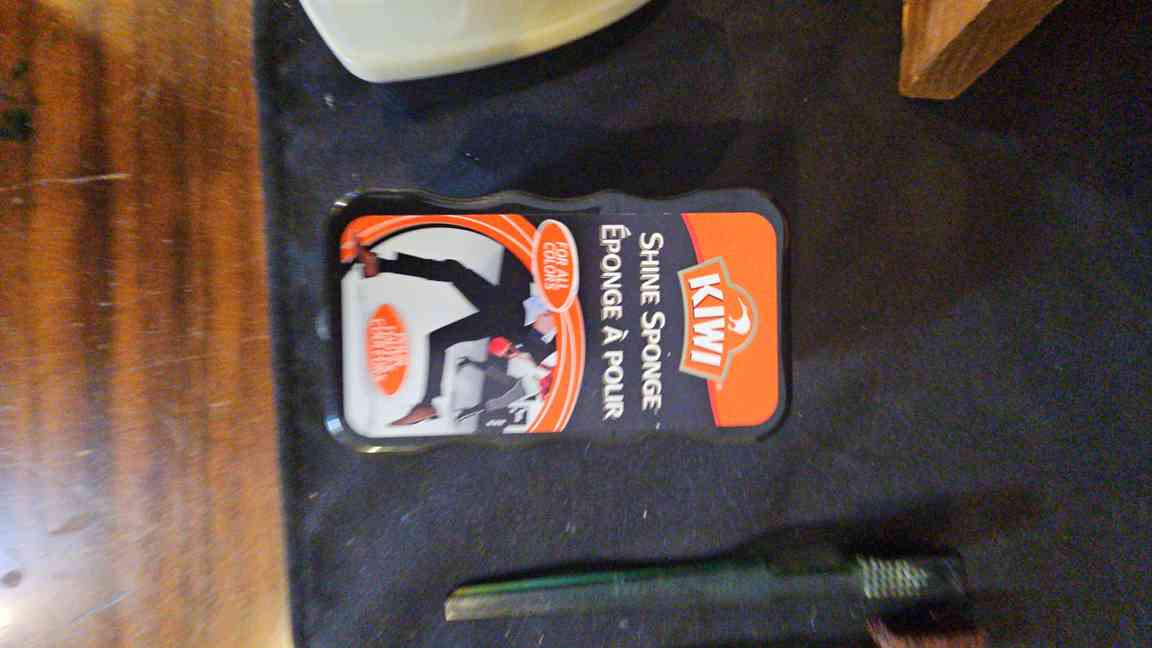 KIWI
SHINE SPONGE
ÉPONGE À POLIR
FOR ALL
COLORS